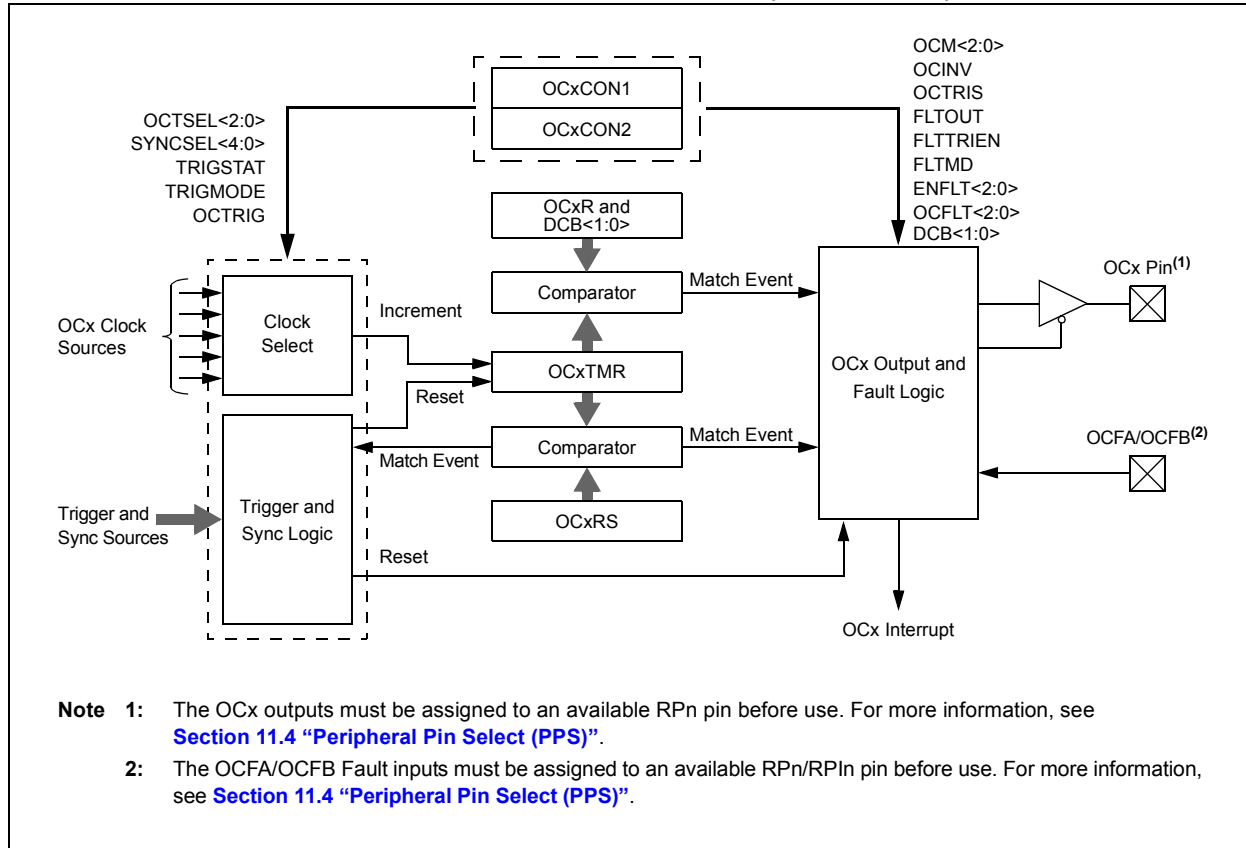 OCxCON1
OCxCON2
OCM<2:0>
OCINV
OCTRIS
FLTOUT
FLTTRIEN
FLTMD
ENFLT<2:0>
OCFLT<2:0>
DCB<1:0>
OCTSEL<2:0>
SYNCSEL<4:0>
TRIGSTAT
TRIGMODE
OCTRIG
OCxR and
DCB<1:0>
OCx Clock
Sources
Clock
Select
Increment
Comparator
Match Event
OCx Pin(1)
OCxTMR
Reset
OCx Output and
Fault Logic
Match Event
Comparator
Match Event
OCFA/OCFB(2)
Trigger and
Sync Sources
Trigger and
Sync Logic
OCxRS
Reset
OCx Interrupt
Note 1: The OCx outputs must be assigned to an available RPn pin before use. For more information, see
Section 11.4 “Peripheral Pin Select (PPS)”.
2: The OCFA/OCFB Fault inputs must be assigned to an available RPn/RPIn pin before use. For more information,
see Section 11.4 “Peripheral Pin Select (PPS)”.